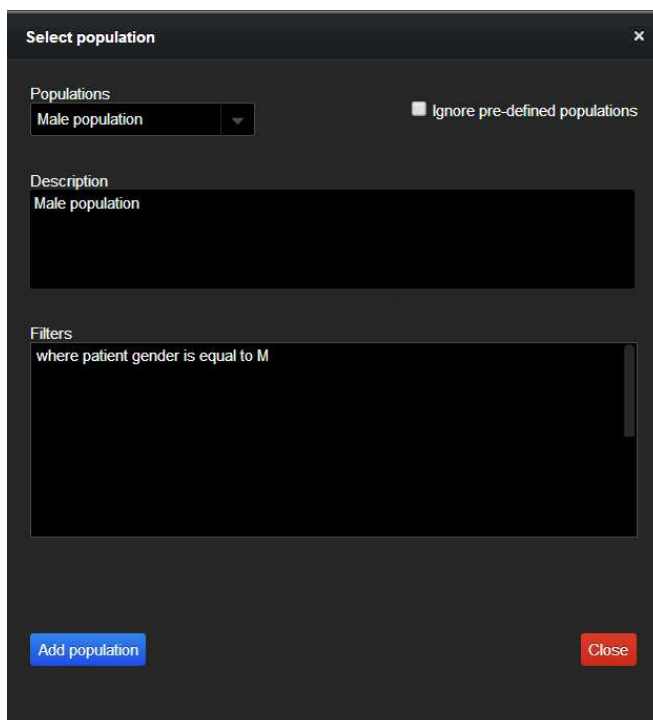 Select population
×
Populations
Male population
Ignore pre-defined populations
Description
Male population
Filters
where patient gender is equal to M
Add population
Close